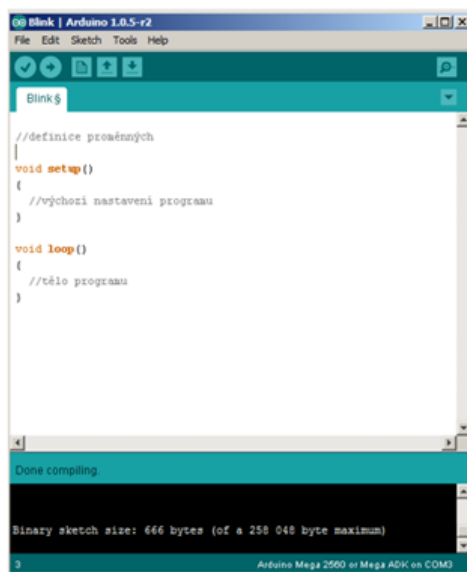 Blink | Arduino 1.0.5-r2
File Edit Sketch Tools Help
Blink §
//definice proměnných
void setup()
{
//výchozí nastavení programu
}
void loop()
{
//tělo programu
}
Done compiling.
Binary sketch size: 666 bytes (of a 258 048 byte maximum)
3 Arduino Mega 2560 or Mega ADK on COM3